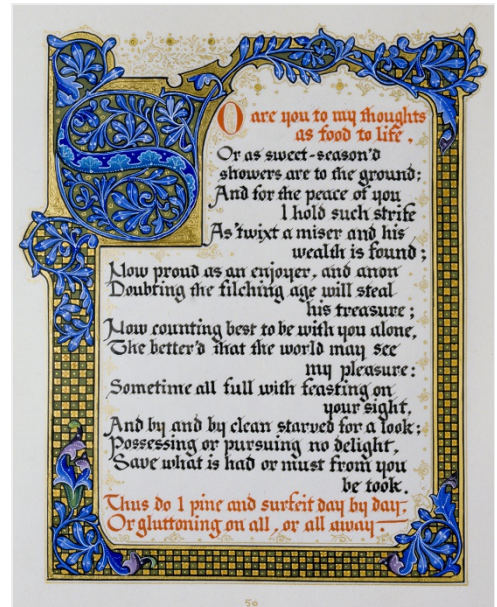 SO are you to my thoughts
as food to life,
Or as sweet-season'd
showers are to the ground;
And for the peace of you
I hold such strife
As 'twixt a miser and his
wealth is found;
Now proud as an enjoyer, and anon
Doubting the filching age will steal
his treasure;
Now counting best to be with you alone,
The better'd that the world may see
my pleasure:
Sometime all full with feasting on
your sight,
And by and by clean starved for a look;
Possessing or pursuing no delight,
Save what is had or must from you
be took.
Thus do I pine and surfeit day by day,
Or gluttoning on all, or all away.
50